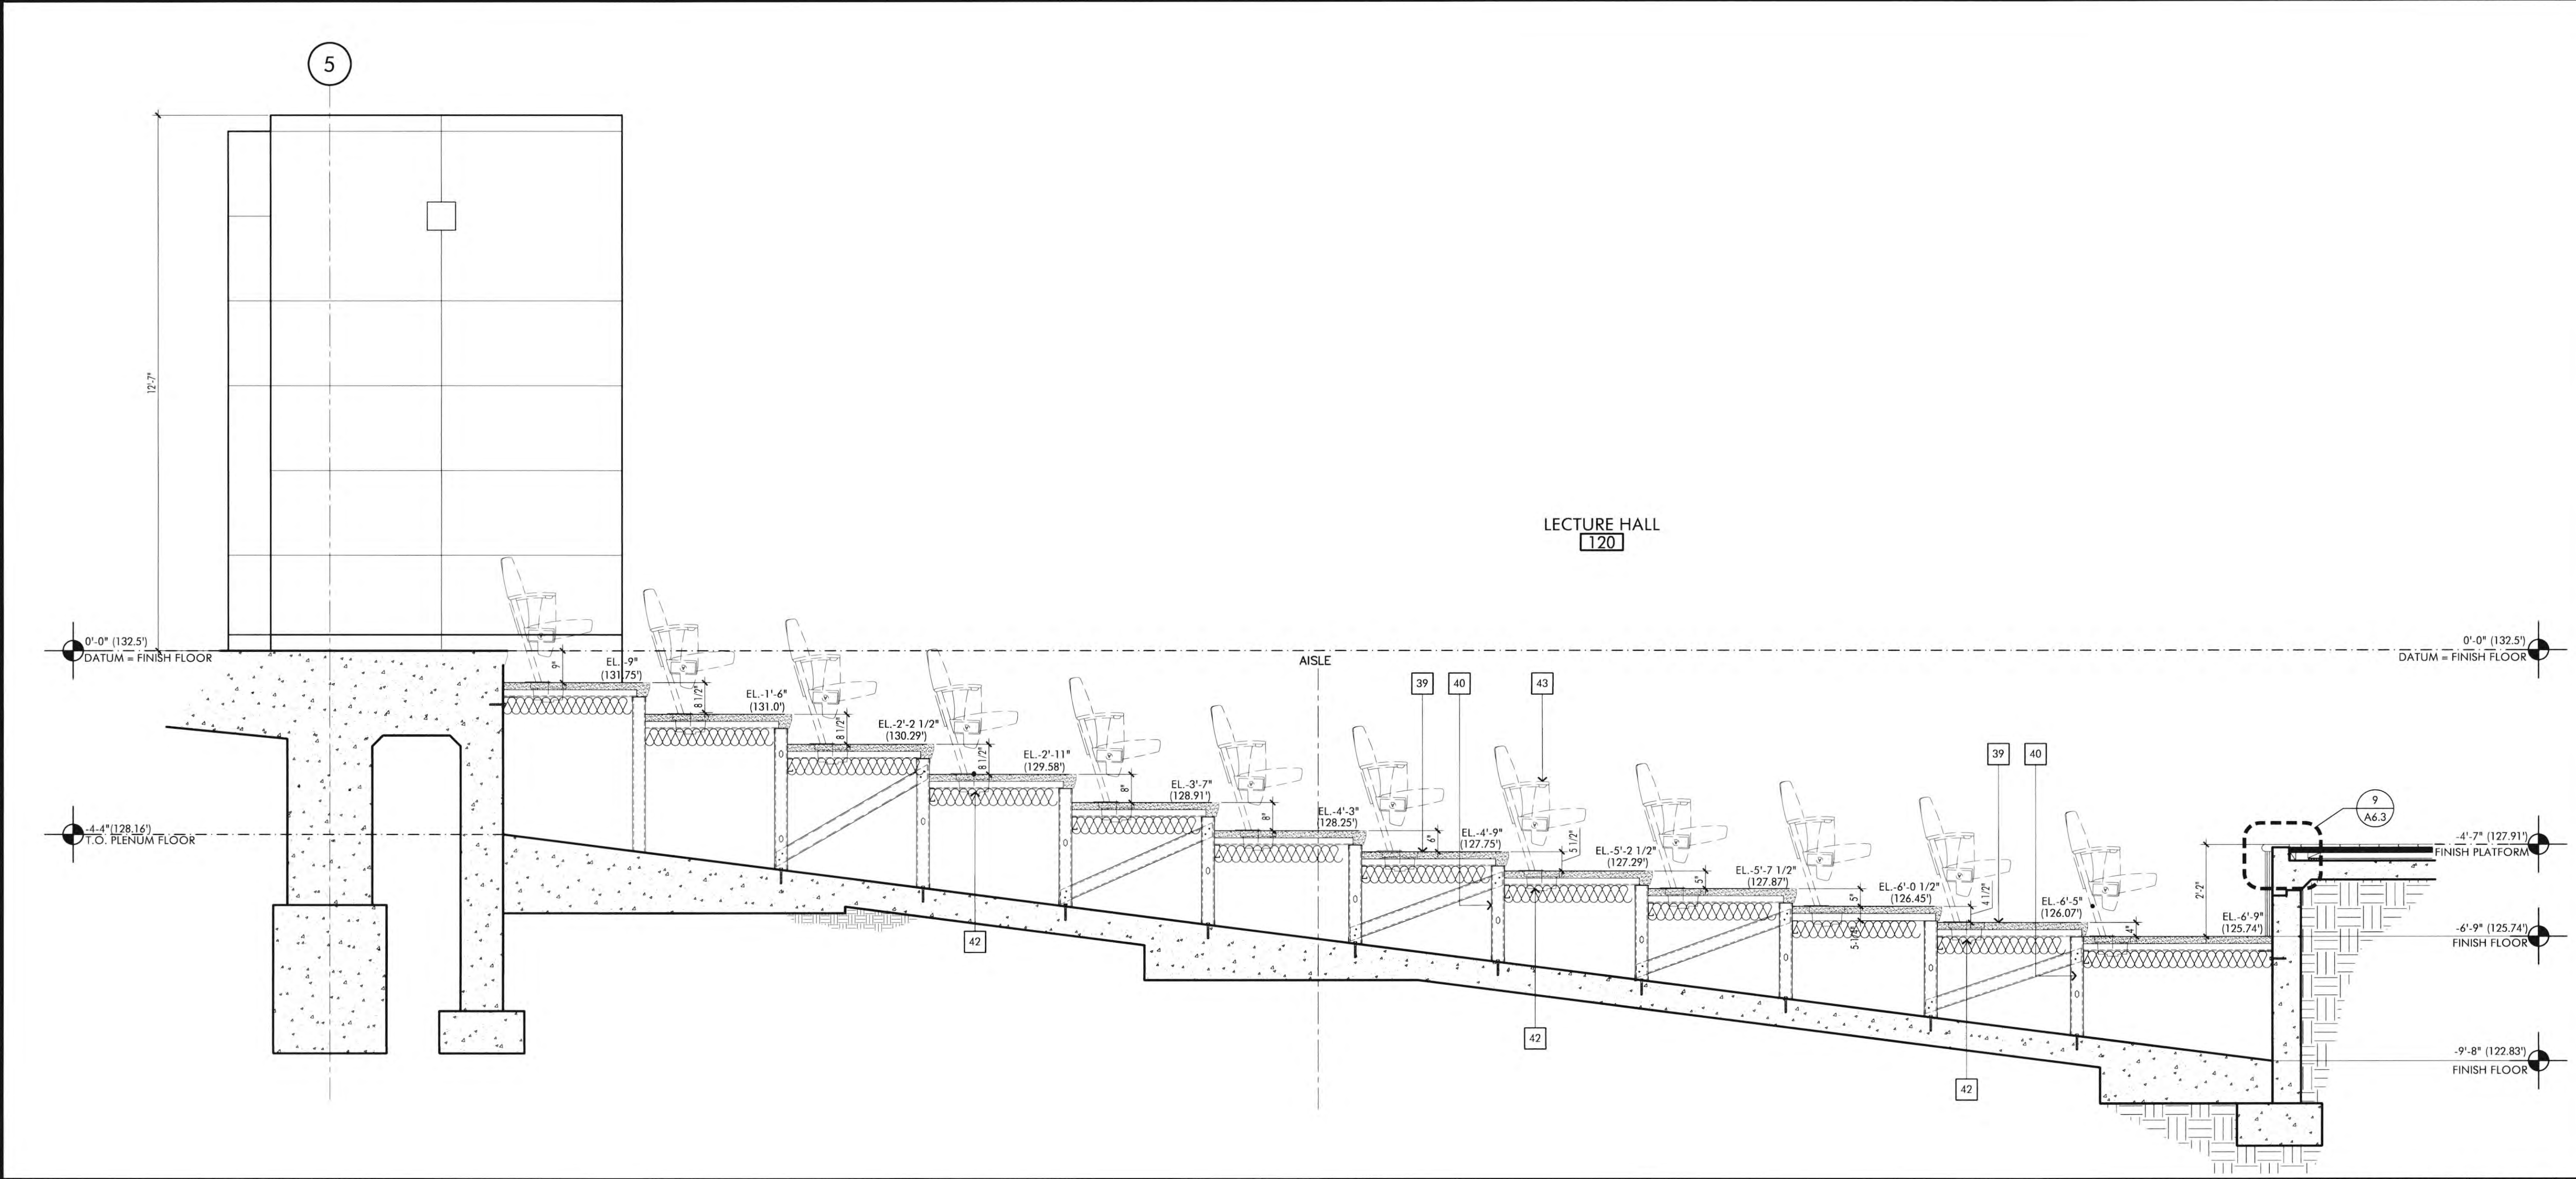 5
12'-7"
LECTURE HALL
120
0'-0" (132.5')
DATUM = FINISH FLOOR
0'-0" (132.5')
DATUM = FINISH FLOOR
AISLE
9"
EL. -9"
(131.75')
8 1/2"
EL.-1'-6"
(131.0')
8 1/2"
EL.-2'-2 1/2"
(130.29')
8 1/2"
EL.-2'-11"
(129.58')
8"
EL.-3'-7"
(128.91')
8"
EL.-4'-3"
(128.25')
6"
EL.-4'-9"
(127.75')
5 1/2"
EL.-5'-2 1/2"
(127.29')
5"
EL.-5'-7 1/2"
(127.87')
5"
EL.-6'-0 1/2"
(126.45')
4 1/2"
EL.-6'-5"
(126.07')
4"
EL.-6'-9"
(125.74')
39
40
43
39
40
42
42
42
9
A6.3
2'-2"
-4'-4"(128.16')
T.O. PLENUM FLOOR
-4'-7" (127.91')
FINISH PLATFORM
-6'-9" (125.74')
FINISH FLOOR
-9'-8" (122.83')
FINISH FLOOR